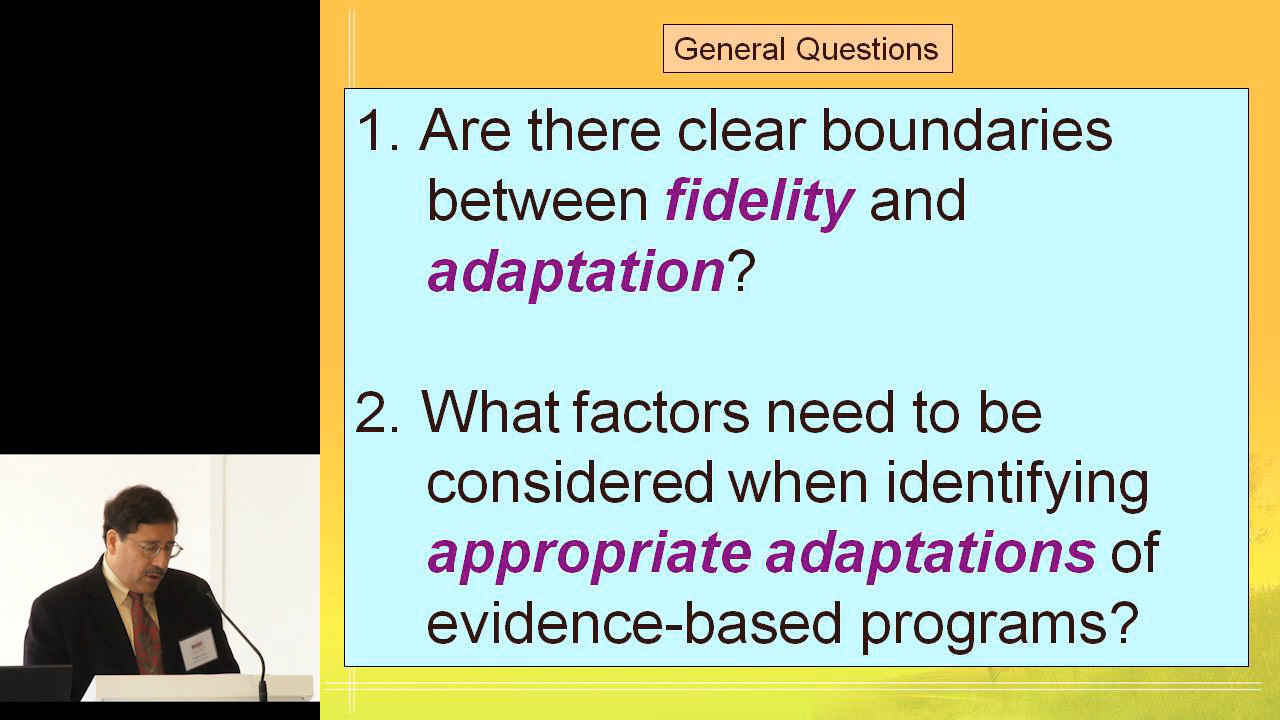 General Questions
1. Are there clear boundaries
between fidelity and
adaptation?
2. What factors need to be
considered when identifying
appropriate adaptations of
evidence-based programs?